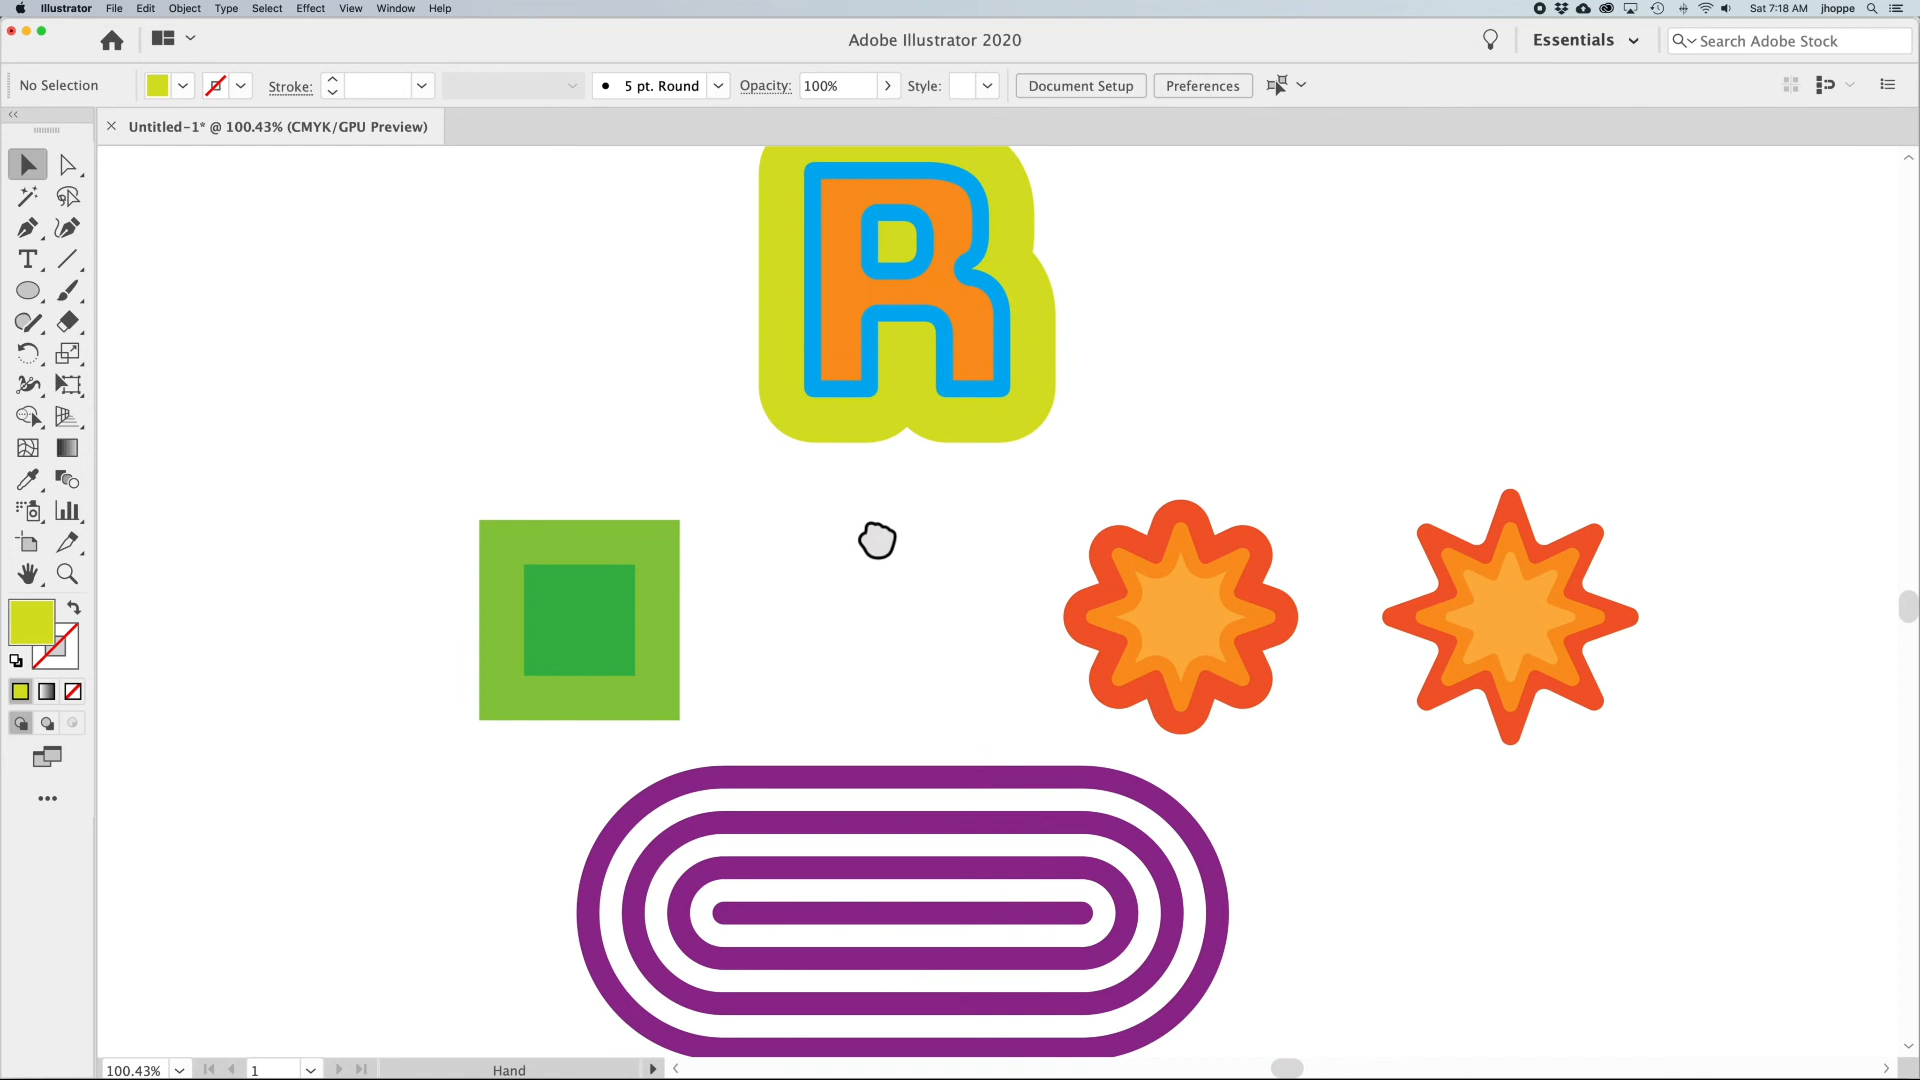 Illustrator File Edit Object Type Select Effect View Window Help
Sat 7:18 AM jhoppe
Adobe Illustrator 2020
Essentials
Search Adobe Stock
No Selection
Stroke:
5 pt. Round
Opacity: 100%
Style:
Document Setup
Preferences
Untitled-1* @ 100.43% (CMYK/GPU Preview)
R
100.43%
1
Hand